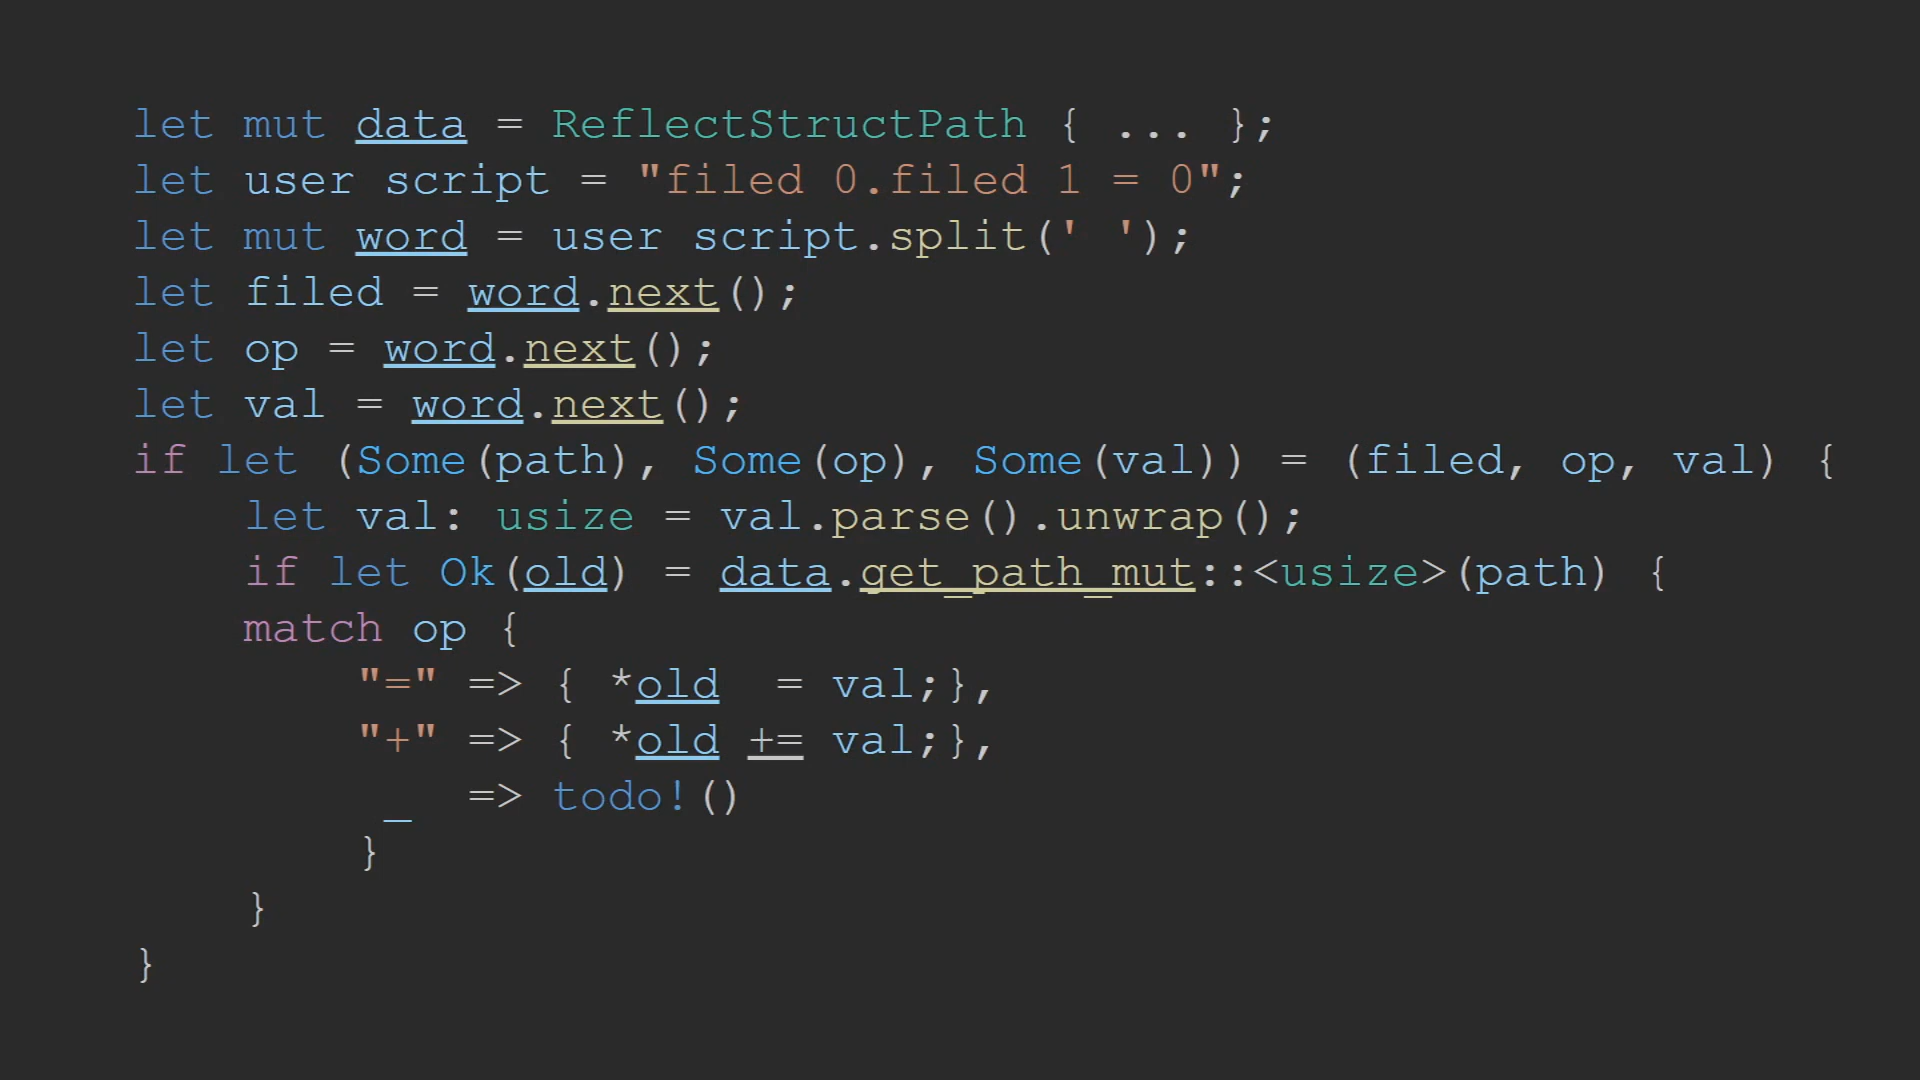 let mut data = ReflectStructPath { ... };
let user script = "filed 0.filed 1 = 0";
let mut word = user script.split(' ');
let filed = word.next();
let op = word.next();
let val = word.next();
if let (Some(path), Some(op), Some(val)) = (filed, op, val) {
    let val: usize = val.parse().unwrap();
    if let Ok(old) = data.get_path_mut::<usize>(path) {
    match op {
        "=" => { *old  = val;},
        "+" => { *old += val;},
         _  => todo!()
        }
    }
}